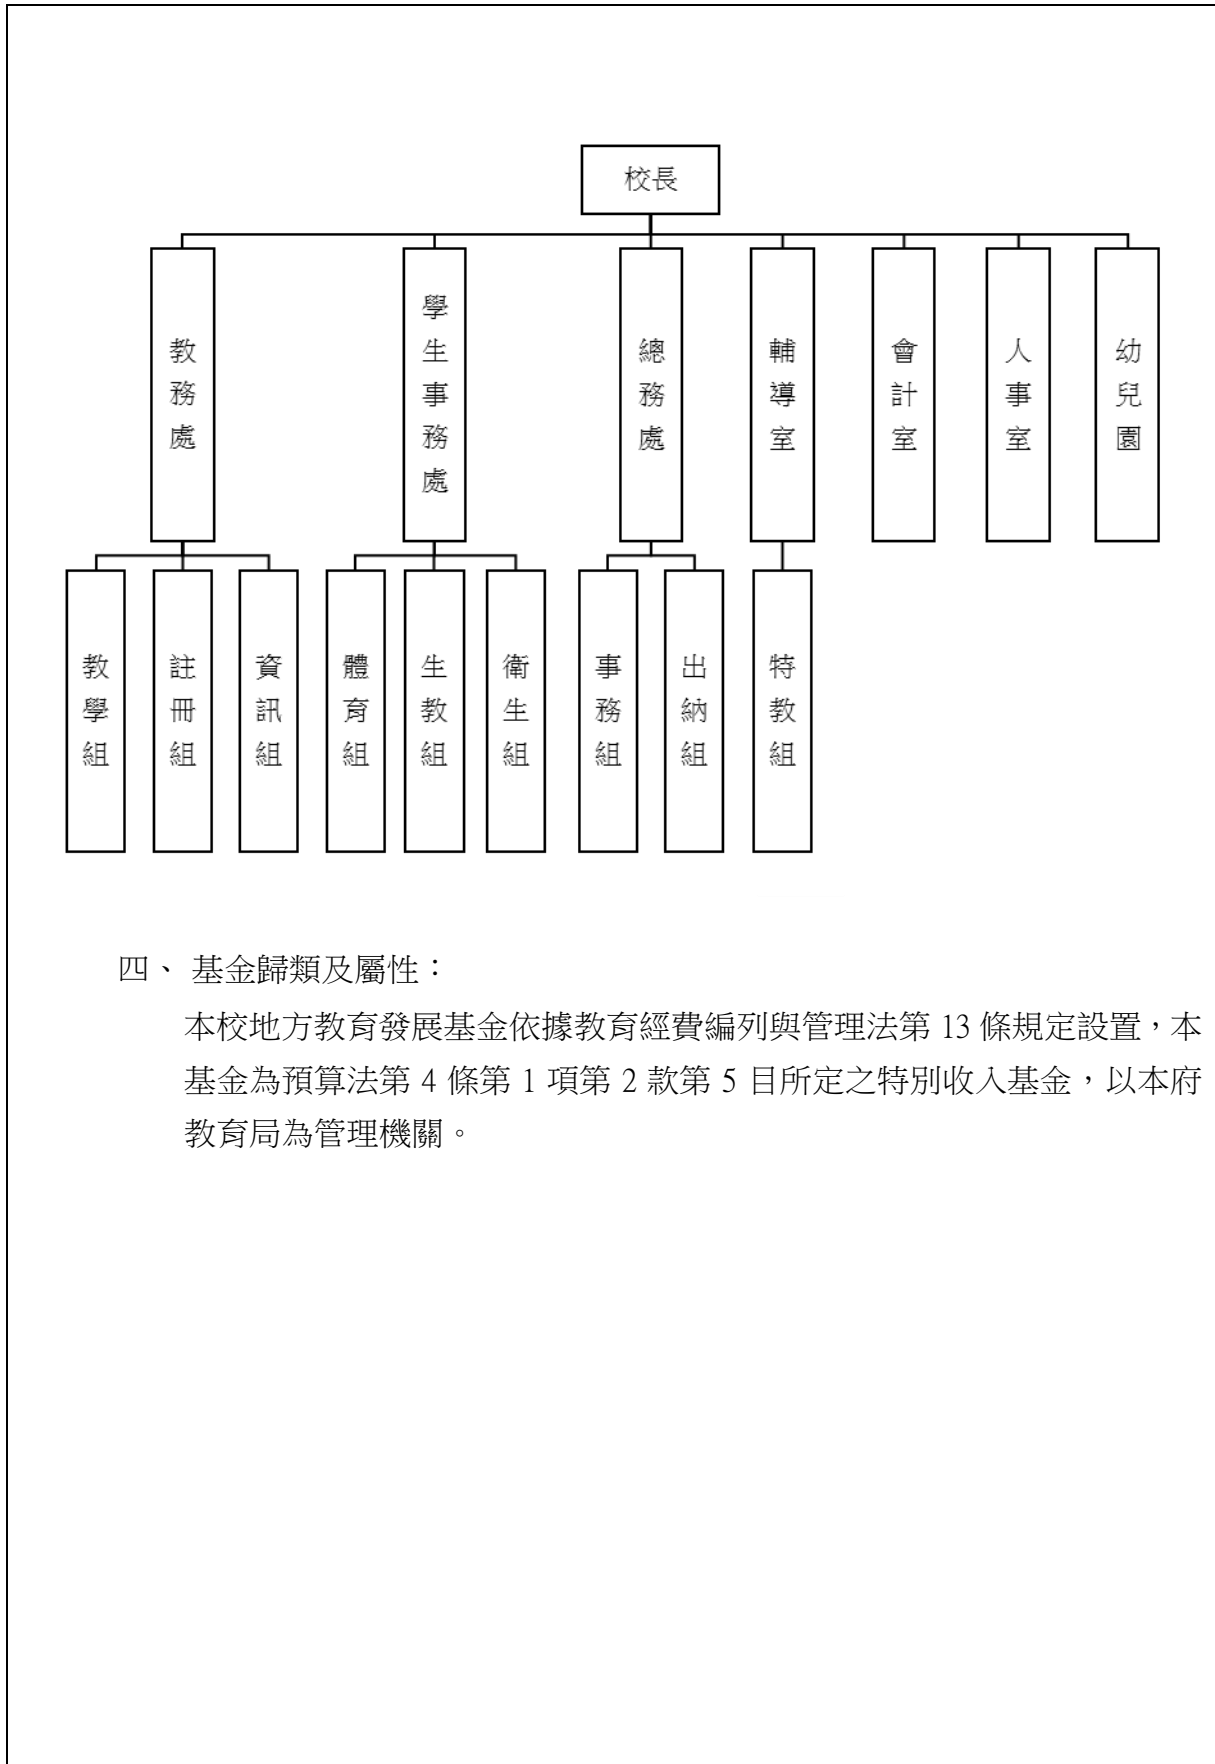 校長
教務處
學生事務處
總務處
輔導室
會計室
人事室
幼兒園
教學組
註冊組
資訊組
體育組
生教組
衛生組
事務組
出納組
特教組
四、 基金歸類及屬性：
本校地方教育發展基金依據教育經費編列與管理法第 13 條規定設置，本
基金為預算法第 4 條第 1 項第 2 款第 5 目所定之特別收入基金，以本府
教育局為管理機關。